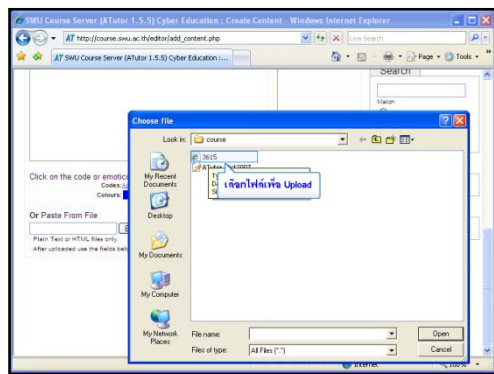 SWU Course Server (ATutor 1.5.5) Cyber Education : Create Content - Windows Internet Explorer
http://course.swu.ac.th/editor/add_content.php
Live Search
SWU Course Server (ATutor 1.5.5) Cyber Education : ...
Page
Tools
Search
Match:
Choose file
Look in:
course
3615
My Recent Documents
Desktop
My Documents
My Computer
My Network Places
เลือกไฟล์เพื่อ Upload
Click on the code or emotic
Codes:
Colours:
Or Paste From File
- Plain Text or HTML files only.
- After uploaded use the fields bel
File name:
Open
Files of type:
All Files (*.*)
Cancel
Internet
100%